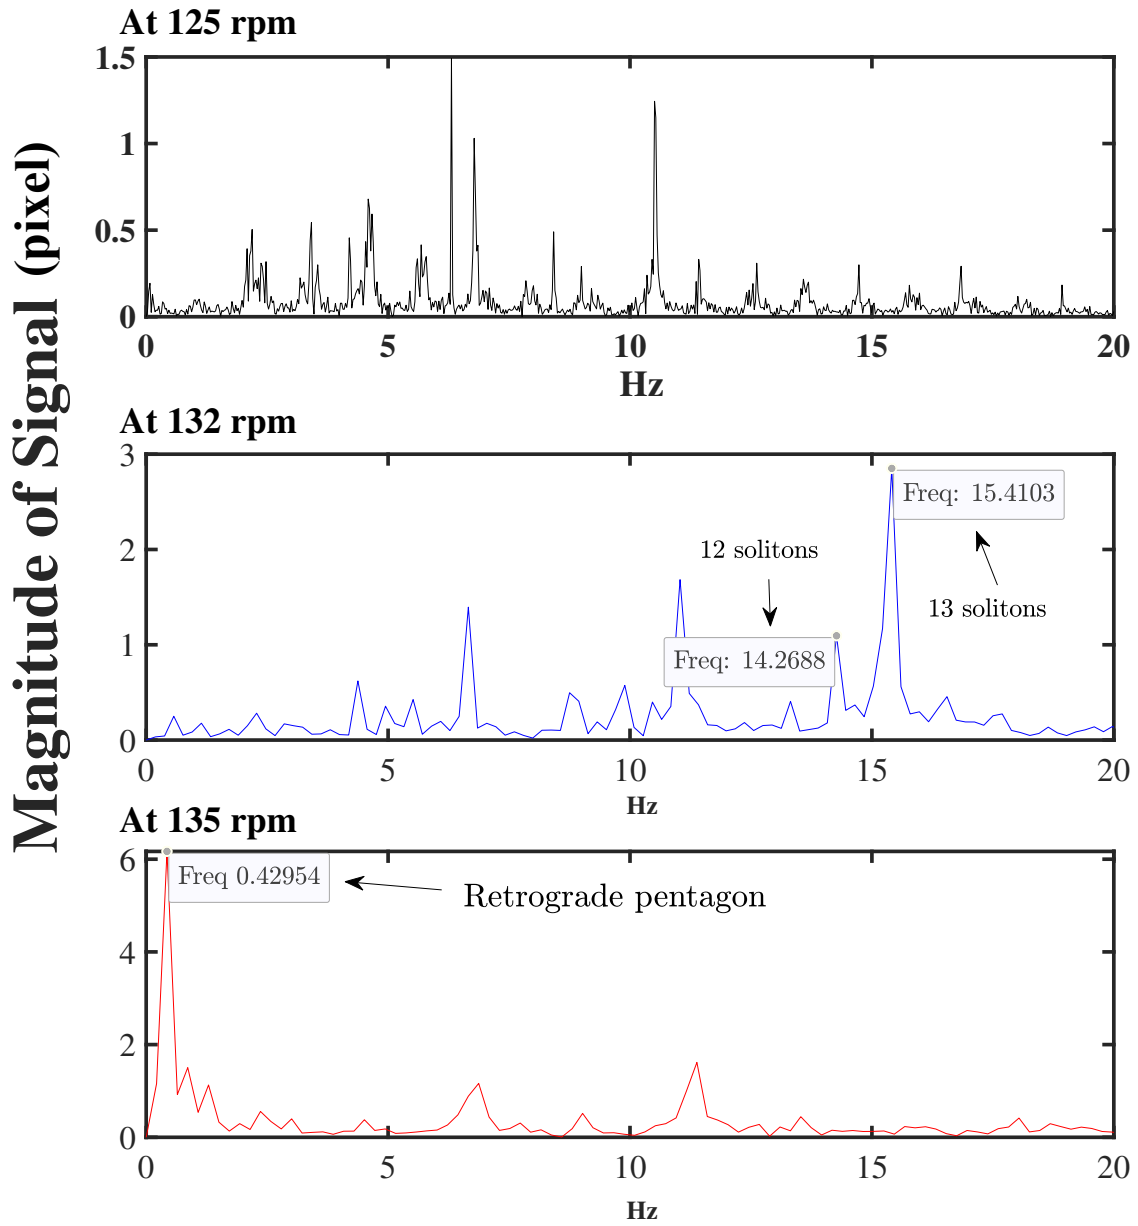 Magnitude of Signal (pixel)
At 125 rpm
1.5
1
0.5
0
0 5 10 15 20
Hz
At 132 rpm
3
2
1
0
Freq: 15.4103
12 solitons
13 solitons
Freq: 14.2688
0 5 10 15 20
Hz
At 135 rpm
6
4
2
0
Freq 0.42954
Retrograde pentagon
0 5 10 15 20
Hz